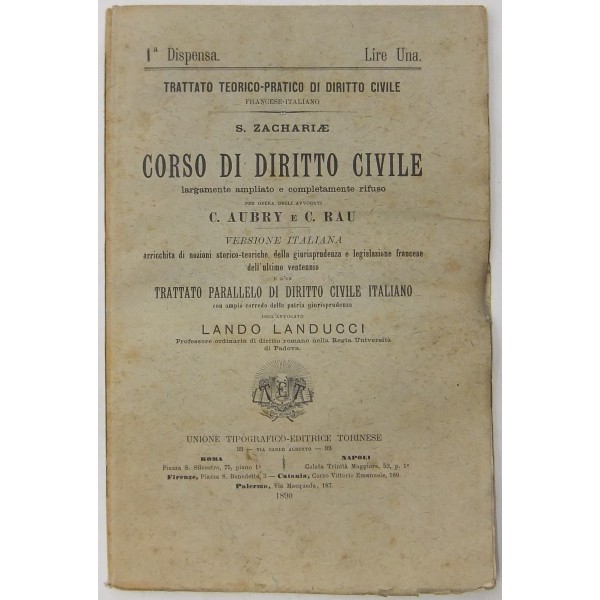 1ª Dispensa. Lire Una.
TRATTATO TEORICO-PRATICO DI DIRITTO CIVILE
FRANCESE-ITALIANO
S. ZACHARIÆ
CORSO DI DIRITTO CIVILE
largamente ampliato e completamente rifuso
PER OPERA DEGLI AVVOCATI
C. AUBRY E C. RAU
VERSIONE ITALIANA
arricchita di nozioni storico-teoriche, della giurisprudenza e legislazione francese
dell'ultimo ventennio
E D'UN
TRATTATO PARALLELO DI DIRITTO CIVILE ITALIANO
con ampio corredo della patria giurisprudenza
DELL'AVVOCATO
LANDO LANDUCCI
Professore ordinario di diritto romano nella Regia Università
di Padova.
UNIONE TIPOGRAFICO-EDITRICE TORINESE
33 — VIA CARLO ALBERTO — 33
ROMA NAPOLI
Piazza S. Silvestro, 75, piano 1º Calata Trinità Maggiore, 53, p. 1º
Firenze, Piazza S. Benedetto, 3 — Catania, Corso Vittorio Emanuele, 169.
Palermo, Via Macqueda, 187.
1890